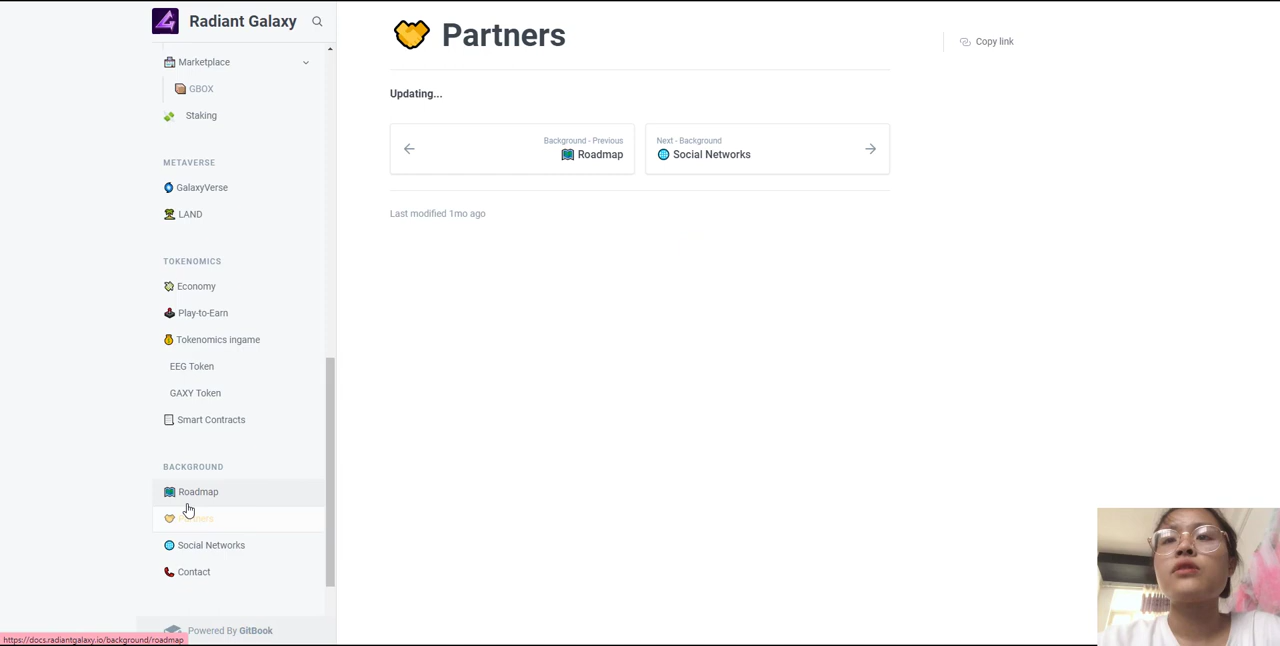 Radiant Galaxy
Marketplace
GBOX
Staking
METAVERSE
GalaxyVerse
LAND
TOKENOMICS
Economy
Play-to-Earn
Tokenomics ingame
EEG Token
GAXY Token
Smart Contracts
BACKGROUND
Roadmap
Partners
Social Networks
Contact
Powered By GitBook
https://docs.radiantgalaxy.io/background/roadmap
Partners
Copy link
Updating...
Background - Previous
Roadmap
Next - Background
Social Networks
Last modified 1mo ago